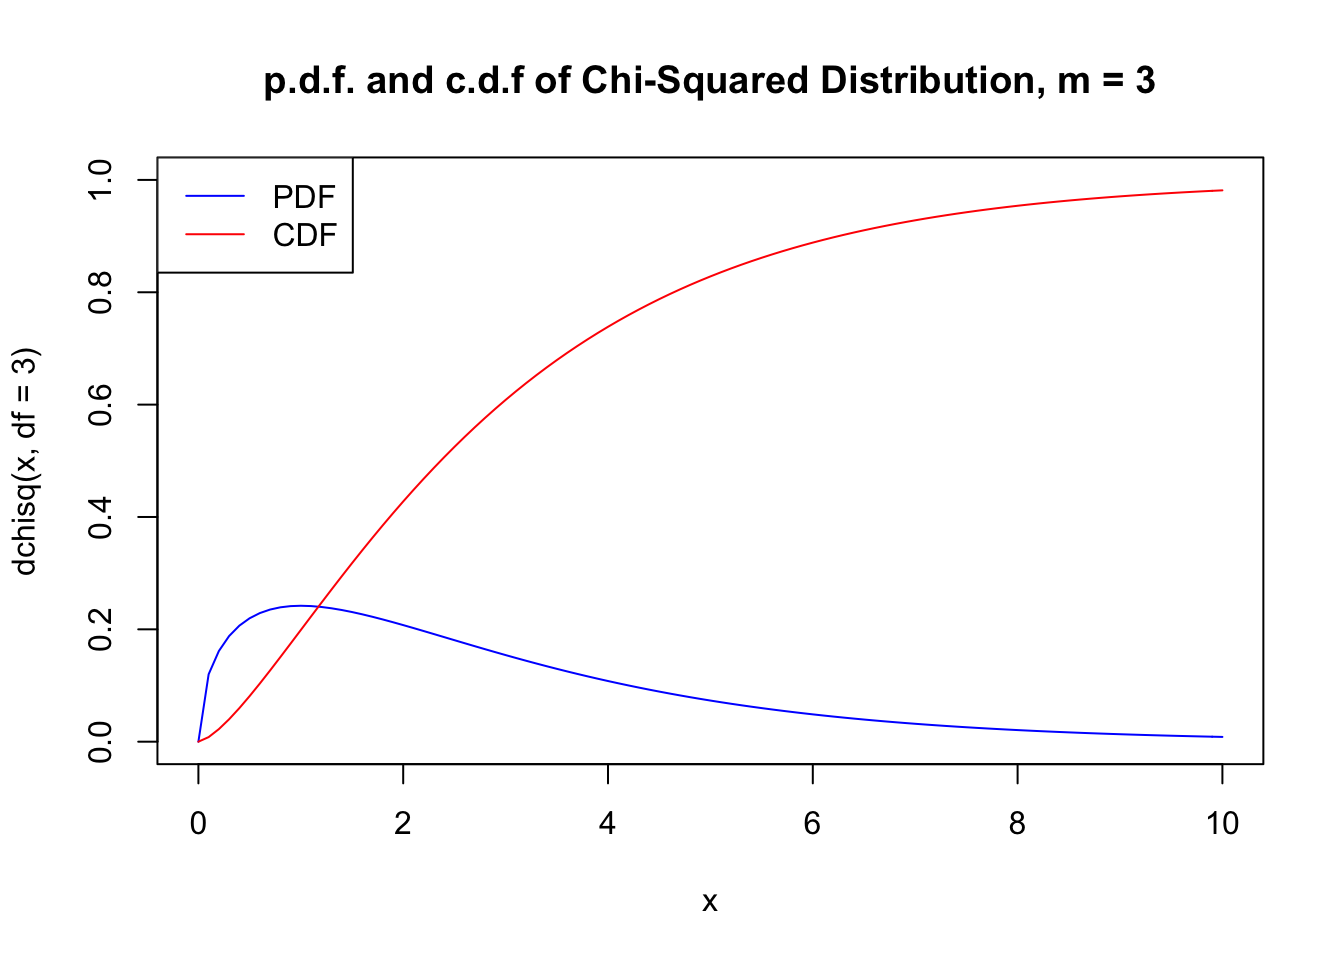 p.d.f. and c.d.f of Chi-Squared Distribution, m = 3
PDF
CDF
dchisq(x, df = 3)
1.0
0.8
0.6
0.4
0.2
0.0
0 2 4 6 8 10
x